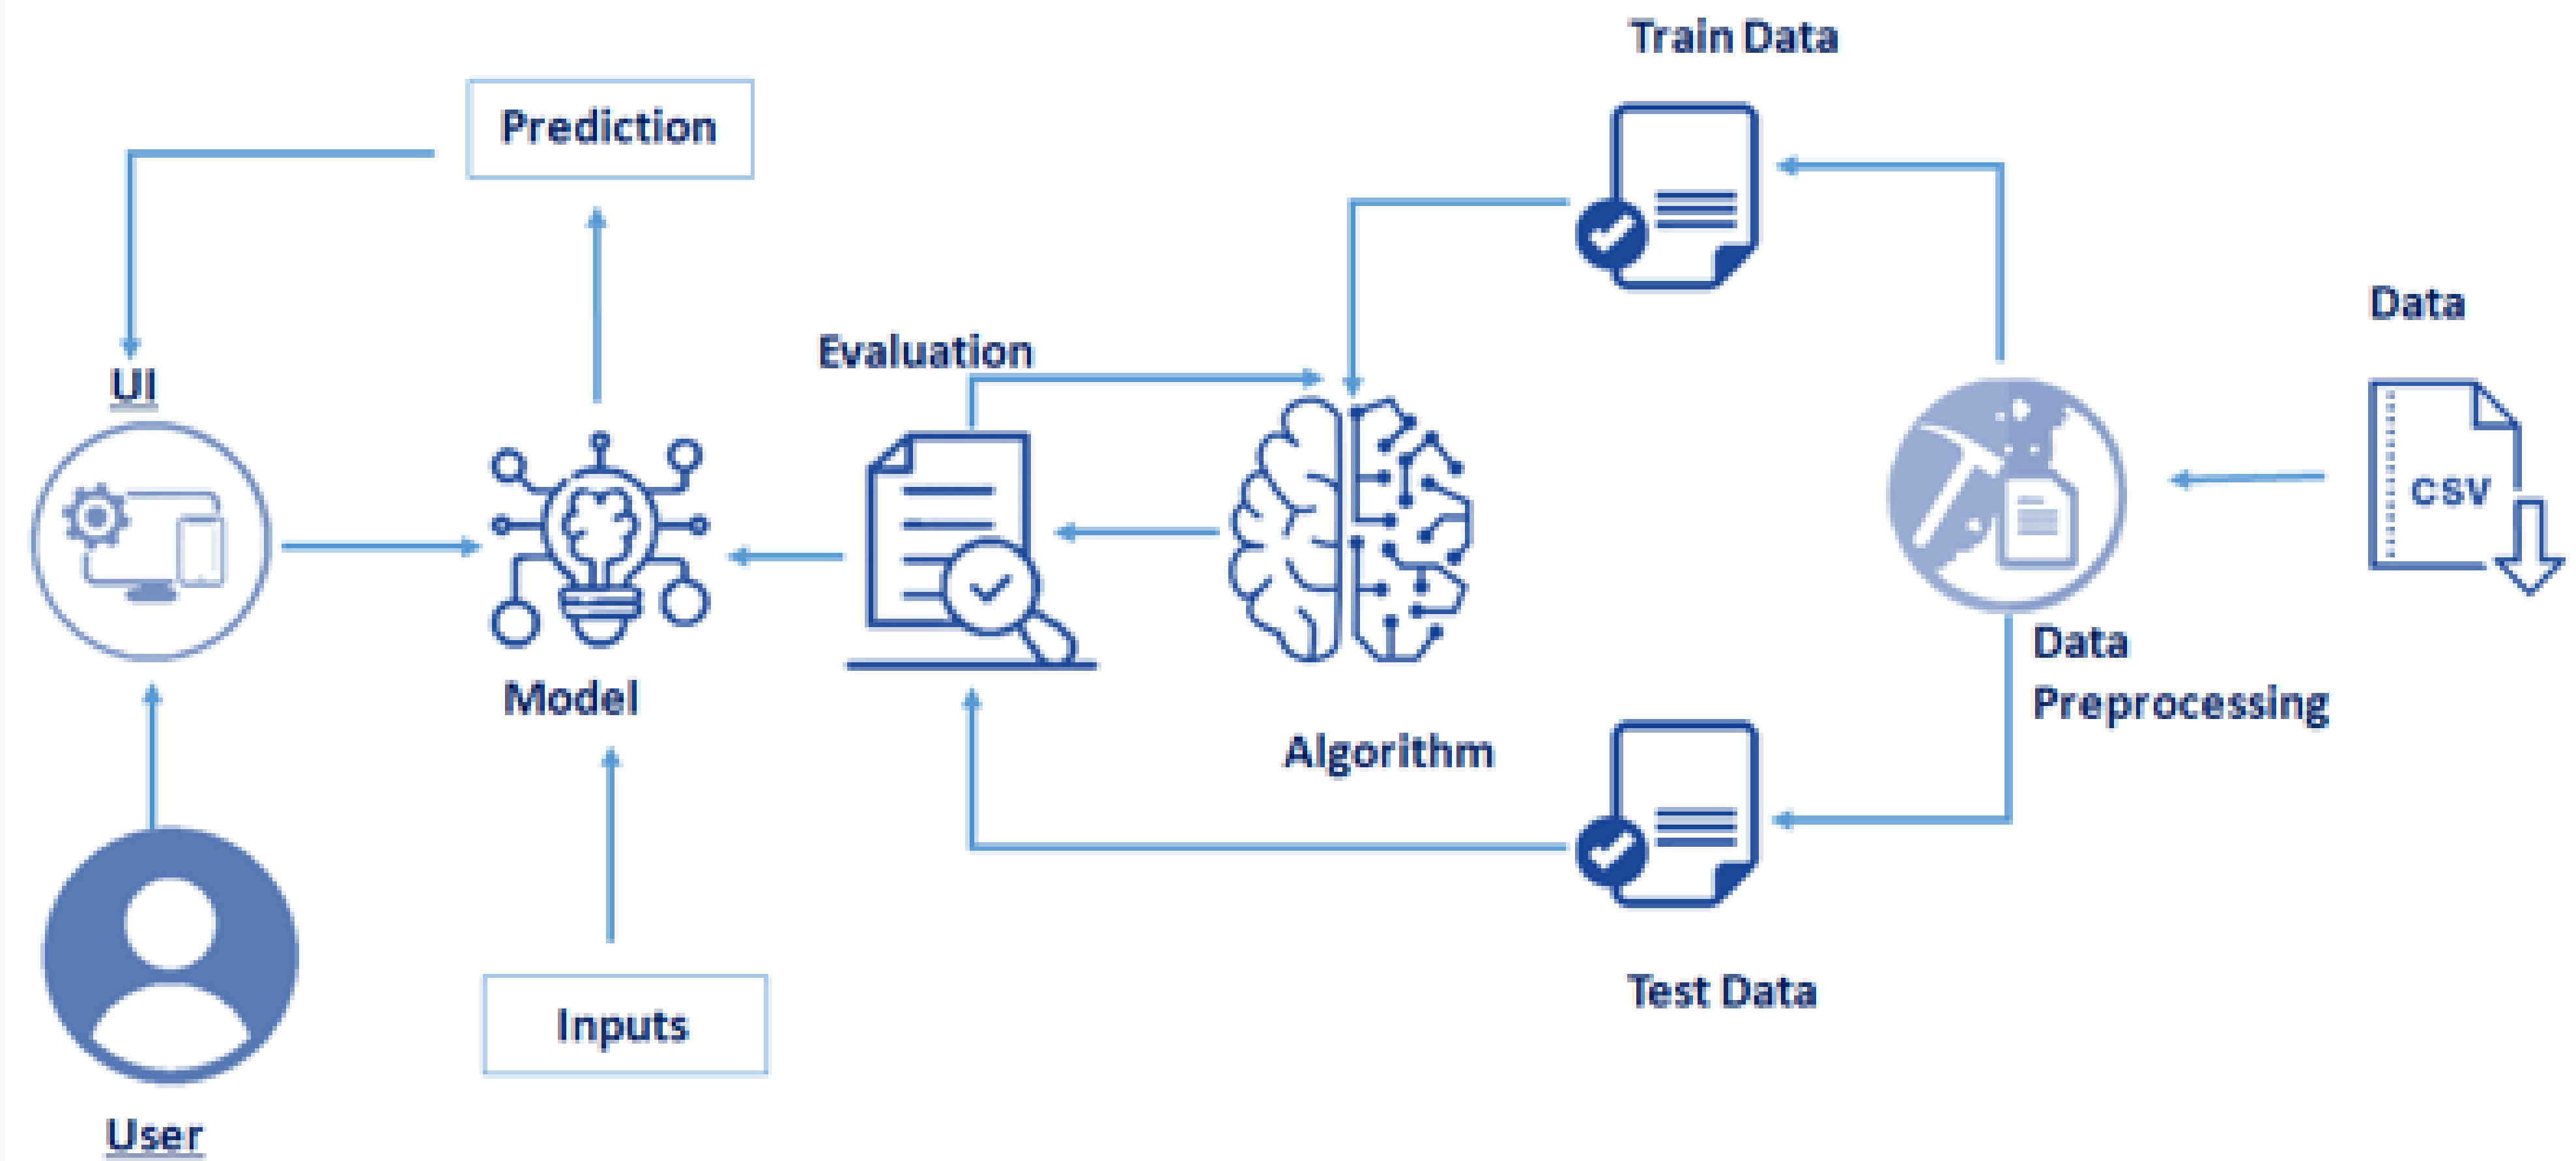 Train Data
Prediction
Data
Evaluation
UI
CSV
Data
Preprocessing
Model
Algorithm
Test Data
Inputs
User